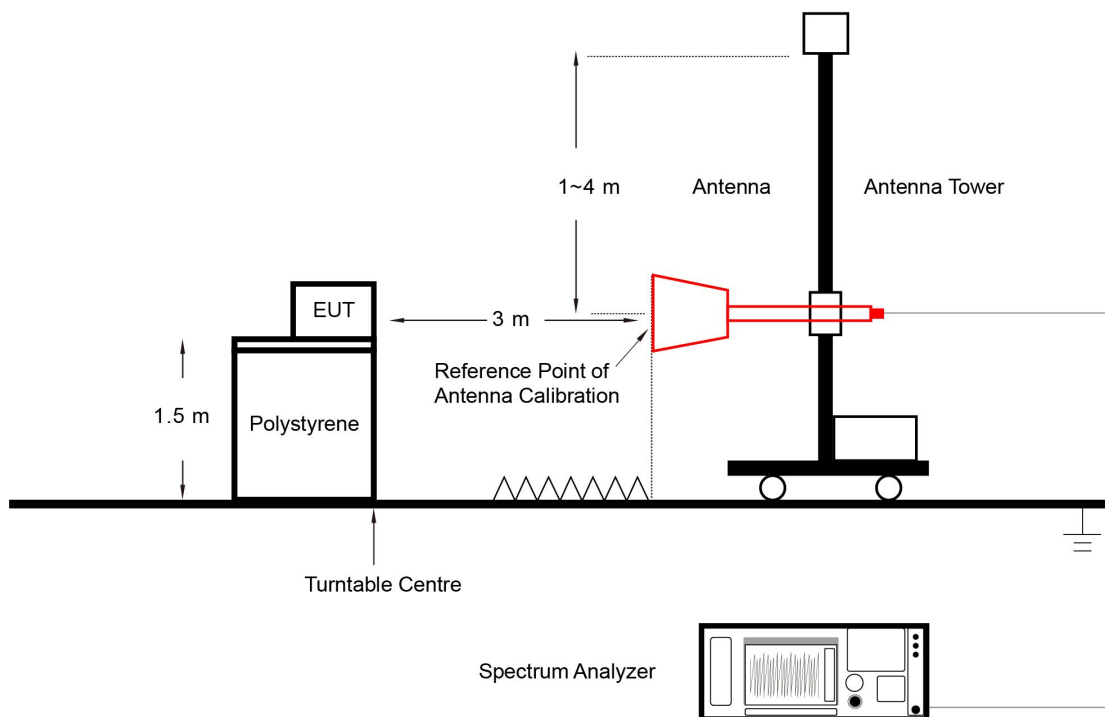 1~4 m
Antenna
Antenna Tower
EUT
3 m
Reference Point of
Antenna Calibration
1.5 m
Polystyrene
Turntable Centre
Spectrum Analyzer